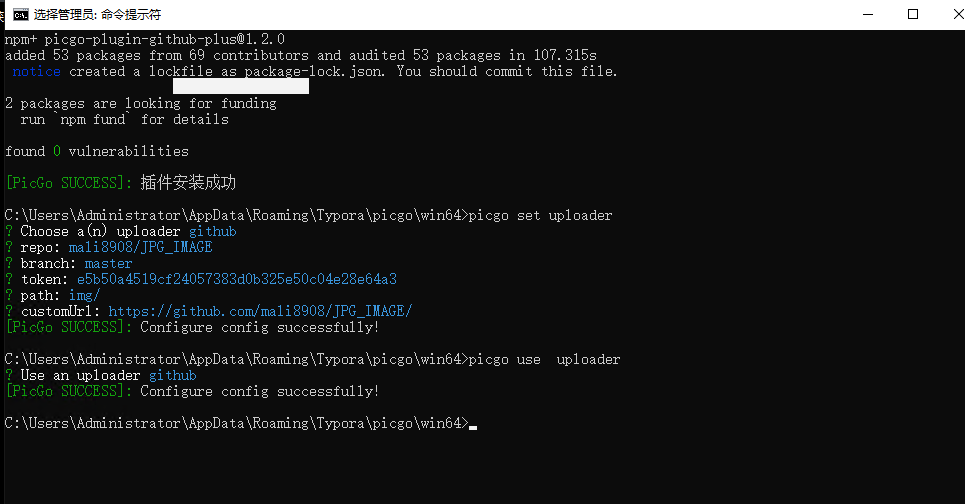 选择管理员: 命令提示符
npm+ picgo-plugin-github-plus@1.2.0
added 53 packages from 69 contributors and audited 53 packages in 107.315s
notice created a lockfile as package-lock.json. You should commit this file.
2 packages are looking for funding
run `npm fund` for details
found 0 vulnerabilities
[PicGo SUCCESS]: 插件安装成功
C:\Users\Administrator\AppData\Roaming\Typora\picgo\win64>picgo set uploader
? Choose a(n) uploader github
? repo: mali8908/JPG_IMAGE
? branch: master
? token: e5b50a4519cf24057383d0b325e50c04e28e64a3
? path: img/
? customUrl: https://github.com/mali8908/JPG_IMAGE/
[PicGo SUCCESS]: Configure config successfully!
C:\Users\Administrator\AppData\Roaming\Typora\picgo\win64>picgo use  uploader
? Use an uploader github
[PicGo SUCCESS]: Configure config successfully!
C:\Users\Administrator\AppData\Roaming\Typora\picgo\win64>